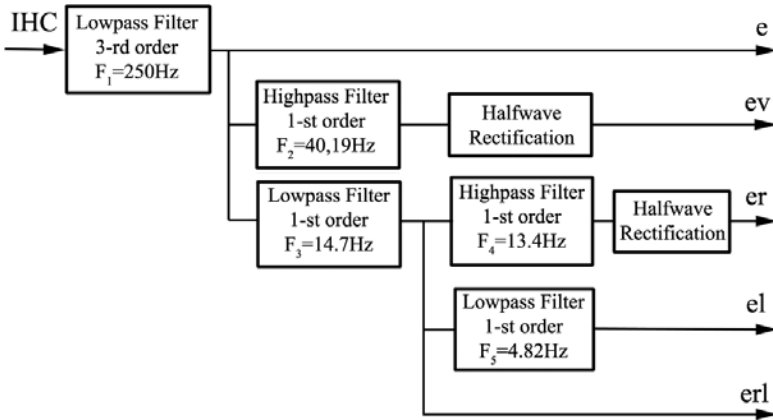 IHC
Lowpass Filter
3-rd order
F₁=250Hz
e
Highpass Filter
1-st order
F₂=40,19Hz
Halfwave
Rectification
ev
Lowpass Filter
1-st order
F₃=14.7Hz
Highpass Filter
1-st order
F₄=13.4Hz
Halfwave
Rectification
er
Lowpass Filter
1-st order
F₅=4.82Hz
el
erl